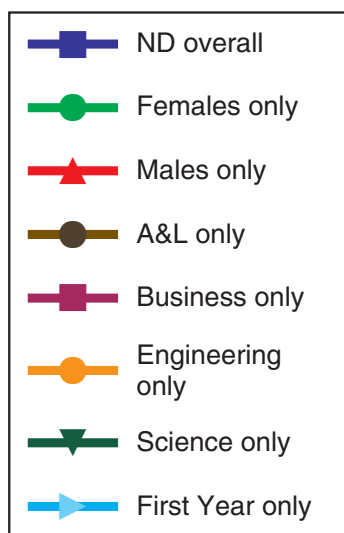 ND overall
Females only
Males only
A&L only
Business only
Engineering
only
Science only
First Year only